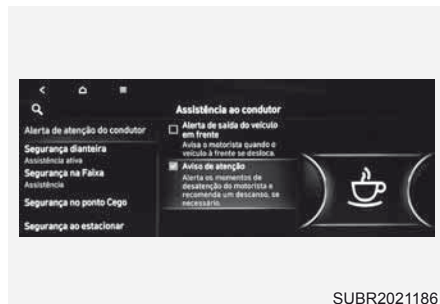 Assistência ao condutor
Alerta de atenção do condutor
Segurança dianteira
Assistência ativa
Segurança na Faixa
Assistência
Segurança no ponto Cego
Segurança ao estacionar
Alerta de saída do veículo
em frente
Avisa o motorista quando o
veículo à frente se desloca.
Aviso de atenção
Alerta os momentos de
desatenção do motorista e
recomenda um descanso, se
necessário.
SUBR2021186